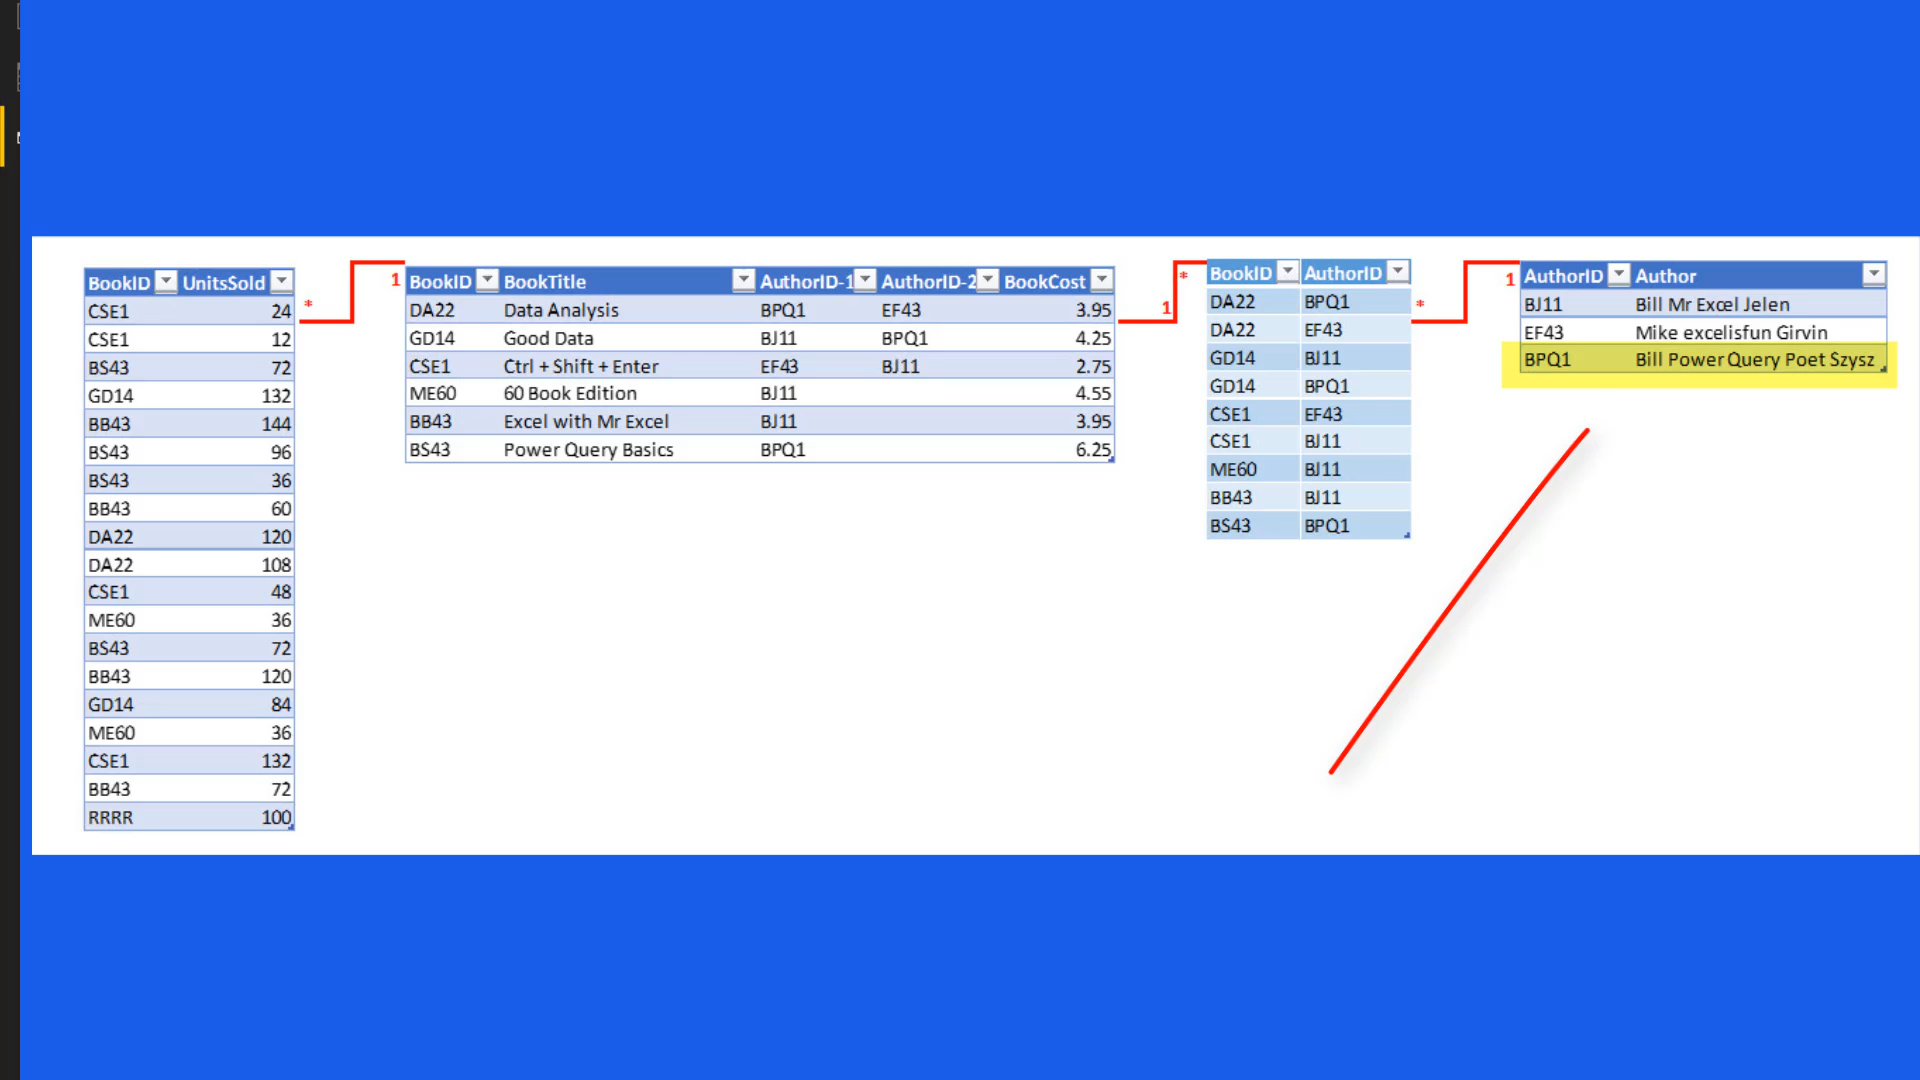 BookID UnitsSold
CSE1 24
CSE1 12
BS43 72
GD14 132
BB43 144
BS43 96
BS43 36
BB43 60
DA22 120
DA22 108
CSE1 48
ME60 36
BS43 72
BB43 120
GD14 84
ME60 36
CSE1 132
BB43 72
RRRR 100
*
1
BookID BookTitle AuthorID-1 AuthorID-2 BookCost
DA22 Data Analysis BPQ1 EF43 3.95
GD14 Good Data BJ11 BPQ1 4.25
CSE1 Ctrl + Shift + Enter EF43 BJ11 2.75
ME60 60 Book Edition BJ11 4.55
BB43 Excel with Mr Excel BJ11 3.95
BS43 Power Query Basics BPQ1 6.25
1
*
BookID AuthorID
DA22 BPQ1
DA22 EF43
GD14 BJ11
GD14 BPQ1
CSE1 EF43
CSE1 BJ11
ME60 BJ11
BB43 BJ11
BS43 BPQ1
*
1
AuthorID Author
BJ11 Bill Mr Excel Jelen
EF43 Mike excelisfun Girvin
BPQ1 Bill Power Query Poet Szysz